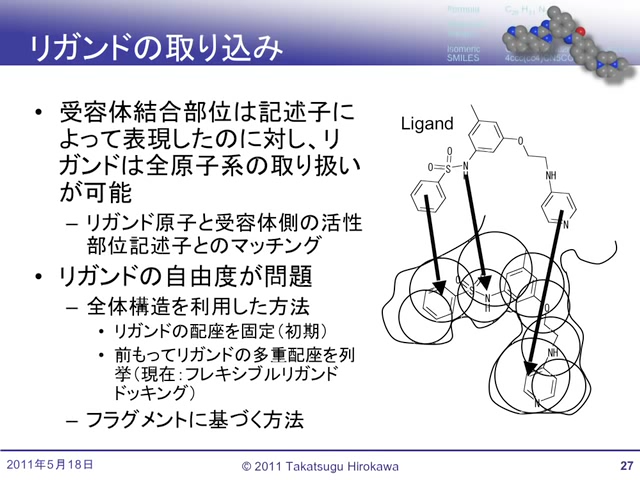 Formula
C
H
N
Isomeric
SMILES
リガンドの取り込み
• 受容体結合部位は記述子に
よって表現したのに対し、リ
ガンドは全原子系の取り扱い
が可能
– リガンド原子と受容体側の活性
部位記述子とのマッチング
• リガンドの自由度が問題
– 全体構造を利用した方法
• リガンドの配座を固定（初期）
• 前もってリガンドの多重配座を列
挙（現在：フレキシブルリガンド
ドッキング）
– フラグメントに基づく方法
Ligand
O
O
O S N
H
NH
N
O
S
N
H
O
NH
N
2011年5月18日
© 2011 Takatsugu Hirokawa
27